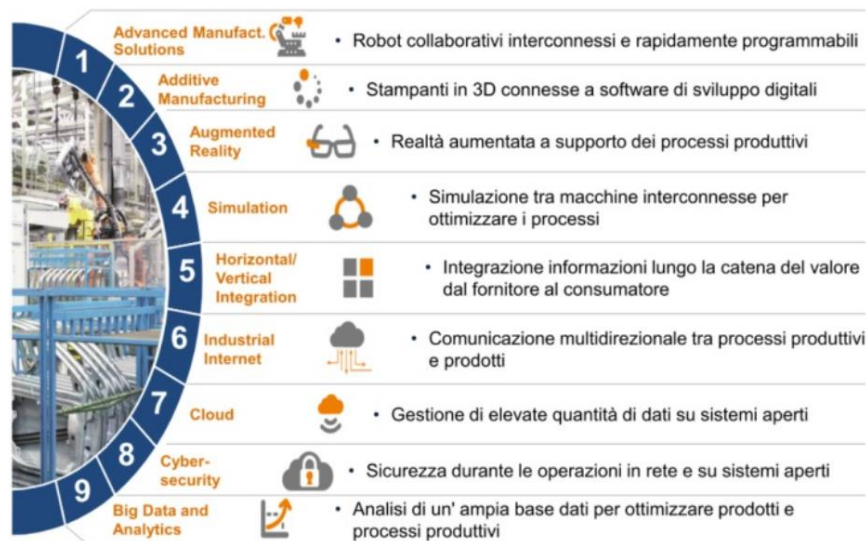 1
Advanced Manufact.
Solutions
• Robot collaborativi interconnessi e rapidamente programmabili
2
Additive
Manufacturing
• Stampanti in 3D connesse a software di sviluppo digitali
3
Augmented
Reality
• Realtà aumentata a supporto dei processi produttivi
4
Simulation
• Simulazione tra macchine interconnesse per
ottimizzare i processi
5
Horizontal/
Vertical
Integration
• Integrazione informazioni lungo la catena del valore
dal fornitore al consumatore
6
Industrial
Internet
• Comunicazione multidirezionale tra processi produttivi
e prodotti
7
Cloud
• Gestione di elevate quantità di dati su sistemi aperti
8
Cyber-
security
• Sicurezza durante le operazioni in rete e su sistemi aperti
9
Big Data and
Analytics
• Analisi di un' ampia base dati per ottimizzare prodotti e
processi produttivi